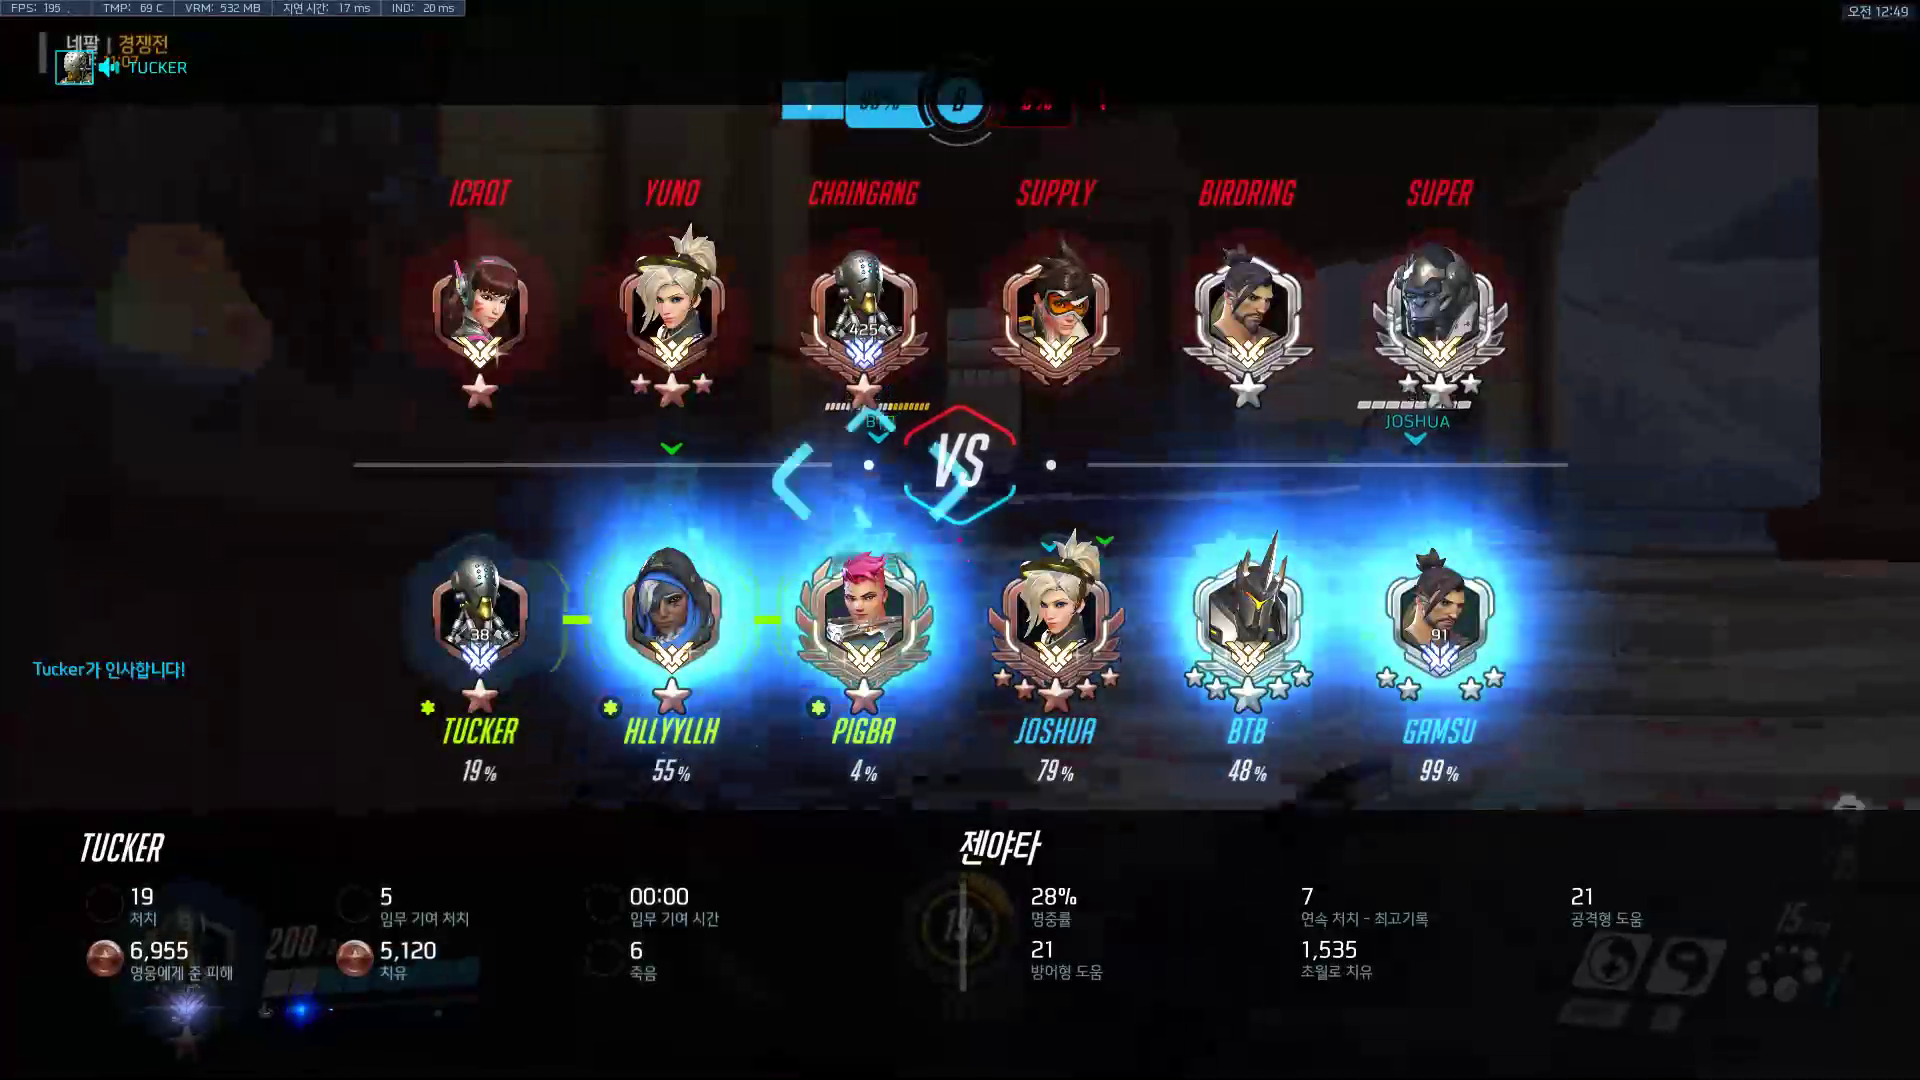 FPS: 195 TMP: 69 C VRM: 532 MB 지연 시간: 17 ms IND: 20 ms
오전 12:49
네팔 | 경쟁전
TUCKER
B
ICRQT YUNO CHAINGANG SUPPLY BIRDRING SUPER
425
JOSHUA
VS
38 91
Tucker가 인사합니다!
TUCKER HLLYYLLH PIGBA JOSHUA BTB GAMSU
19% 55% 4% 79% 48% 99%
TUCKER
젠야타
19 5 00:00 28% 7 21
처치 임무 기여 처치 임무 기여 시간 명중률 연속 처치 - 최고기록 공격형 도움
6,955 5,120 6 21 1,535
영웅에게 준 피해 치유 죽음 방어형 도움 초월로 치유
200
19%